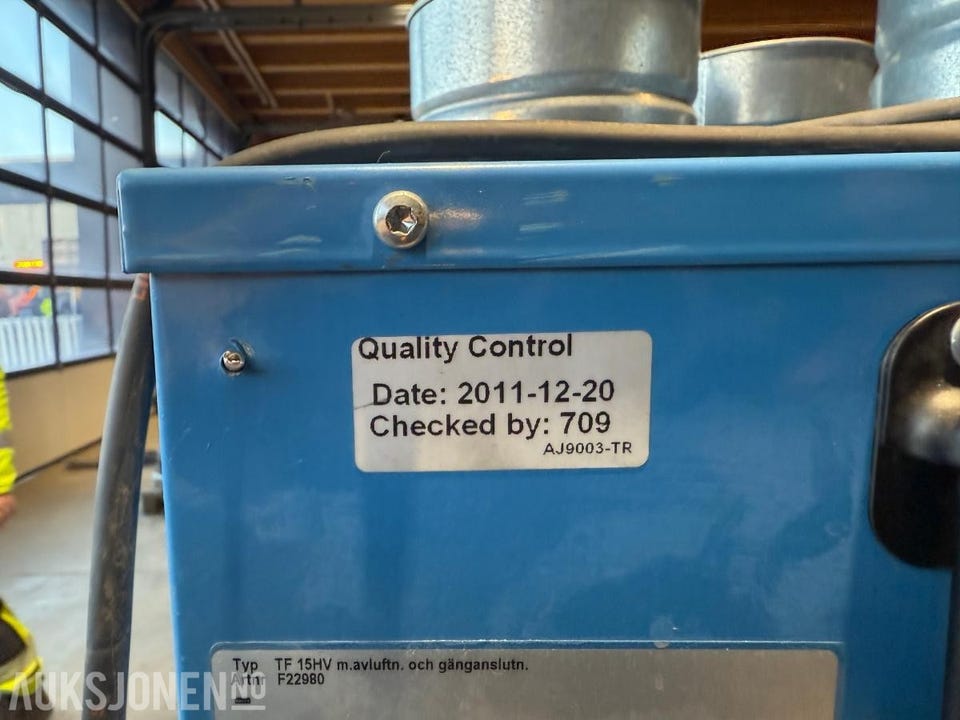 Quality Control
Date: 2011-12-20
Checked by: 709
AJ9003-TR
Typ TF 15HV m.avluftn. och gänganslutn.
Artnr F22980
AUKSJONEN NO